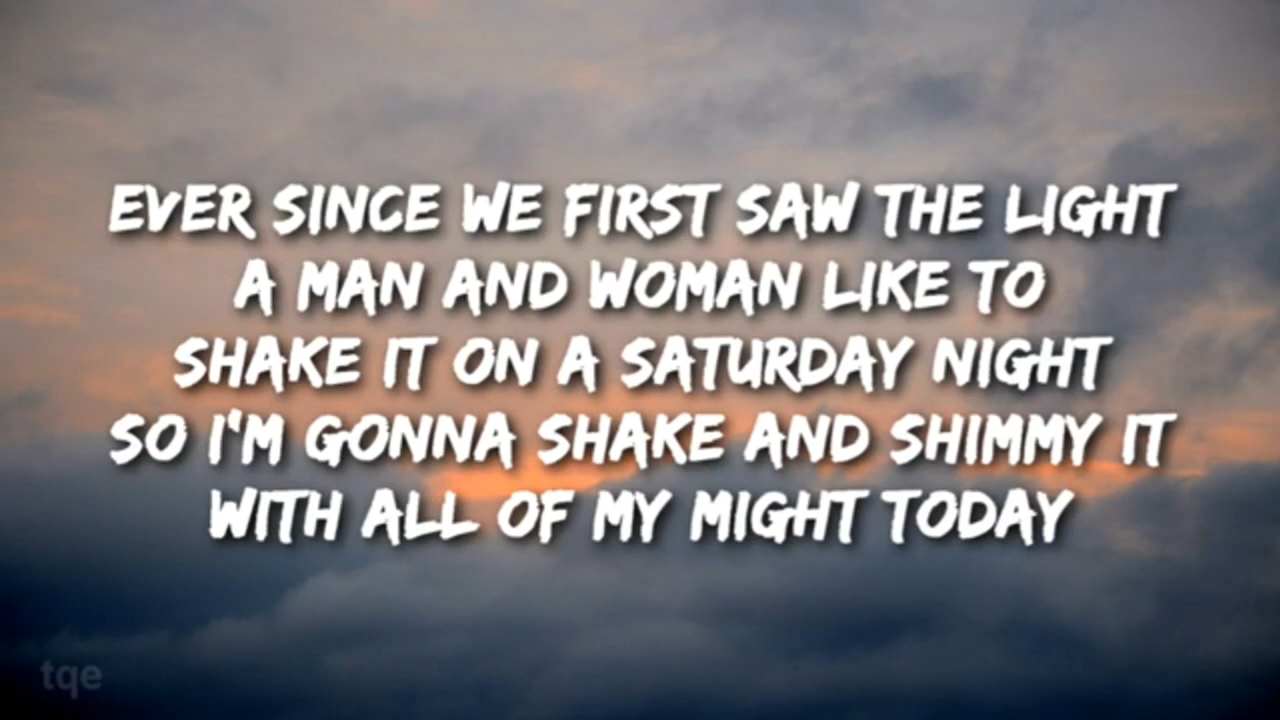 EVER SINCE WE FIRST SAW THE LIGHT
A MAN AND WOMAN LIKE TO
SHAKE IT ON A SATURDAY NIGHT
SO I'M GONNA SHAKE AND SHIMMY IT
WITH ALL OF MY MIGHT TODAY
tqe